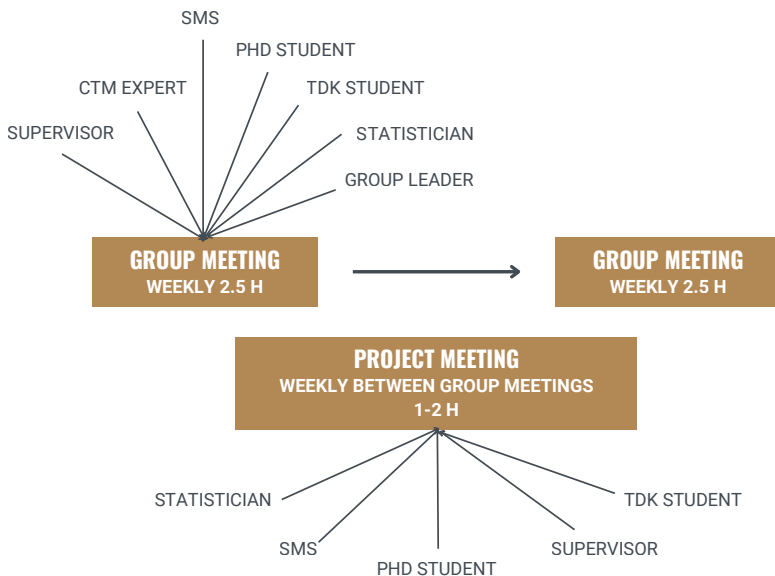 SMS
PHD STUDENT
CTM EXPERT
TDK STUDENT
SUPERVISOR
STATISTICIAN
GROUP LEADER
GROUP MEETING
WEEKLY 2.5 H
GROUP MEETING
WEEKLY 2.5 H
PROJECT MEETING
WEEKLY BETWEEN GROUP MEETINGS
1-2 H
STATISTICIAN
TDK STUDENT
SMS
SUPERVISOR
PHD STUDENT